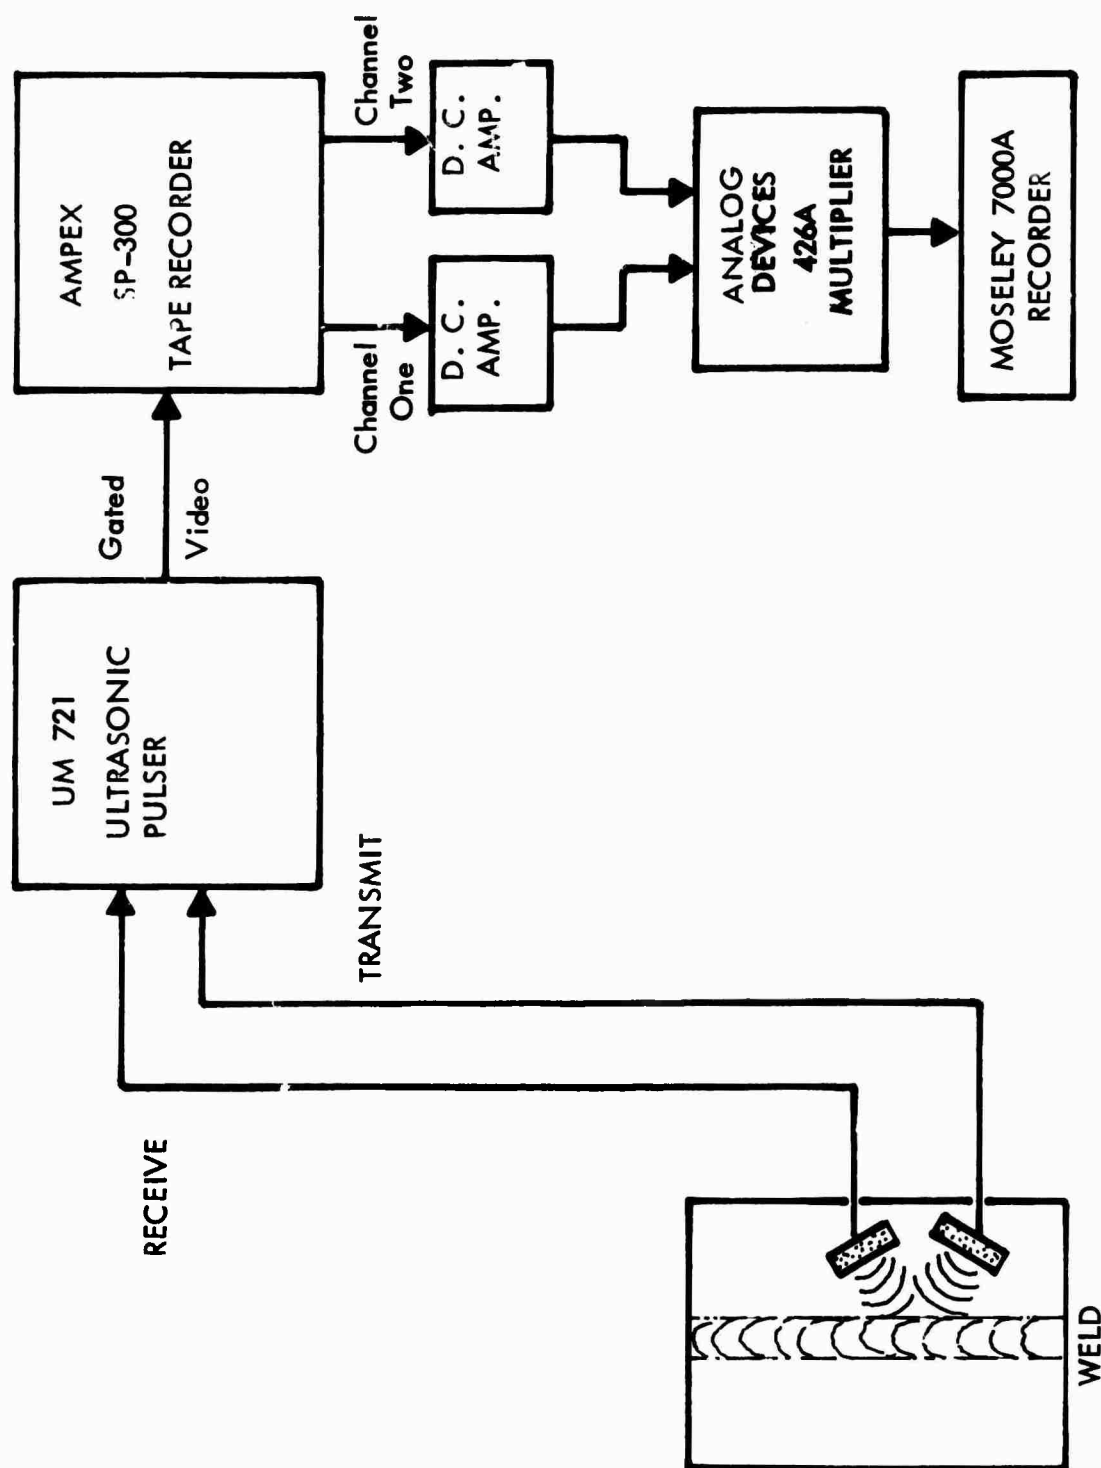 AMPEX
SP-300
TAPE RECORDER
Channel
Two
Channel
One
D. C.
AMP.
D. C.
AMP.
ANALOG
DEVICES
426A
MULTIPLIER
MOSELEY 7000A
RECORDER
Gated
Video
UM 721
ULTRASONIC
PULSER
TRANSMIT
RECEIVE
WELD